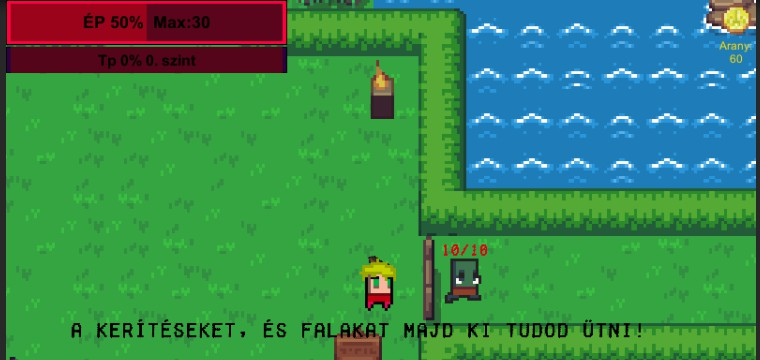 ÉP 50% Max:30
Tp 0% 0. szint
Arany:
60
10/10
A KERÍTÉSEKET, ÉS FALAKAT MAJD KI TUDOD ÜTNI!